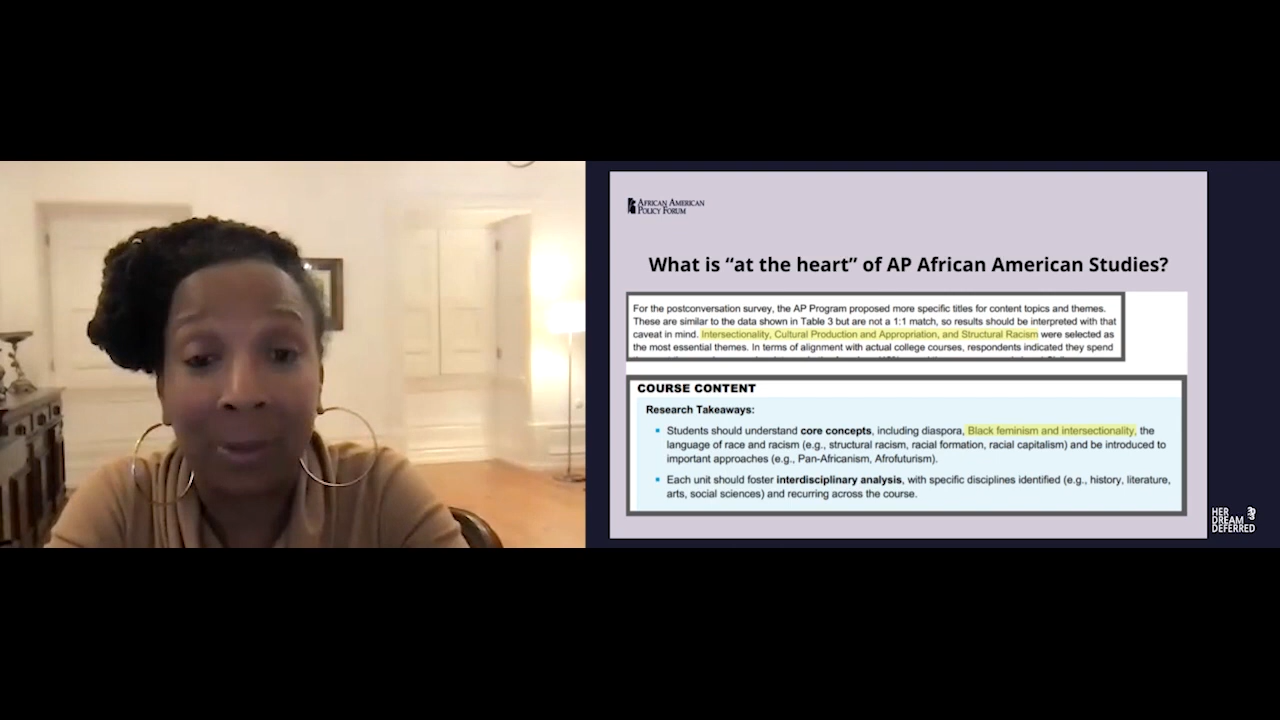 AFRICAN AMERICAN
POLICY FORUM
What is “at the heart” of AP African American Studies?
For the postconversation survey, the AP Program proposed more specific titles for content topics and themes.
These are similar to the data shown in Table 3 but are not a 1:1 match, so results should be interpreted with that
caveat in mind. Intersectionality, Cultural Production and Appropriation, and Structural Racism were selected as
the most essential themes. In terms of alignment with actual college courses, respondents indicated they spend
COURSE CONTENT
Research Takeaways:
Students should understand core concepts, including diaspora, Black feminism and intersectionality, the
language of race and racism (e.g., structural racism, racial formation, racial capitalism) and be introduced to
important approaches (e.g., Pan-Africanism, Afrofuturism).
Each unit should foster interdisciplinary analysis, with specific disciplines identified (e.g., history, literature,
arts, social sciences) and recurring across the course.
HER
DREAM
DEFERRED